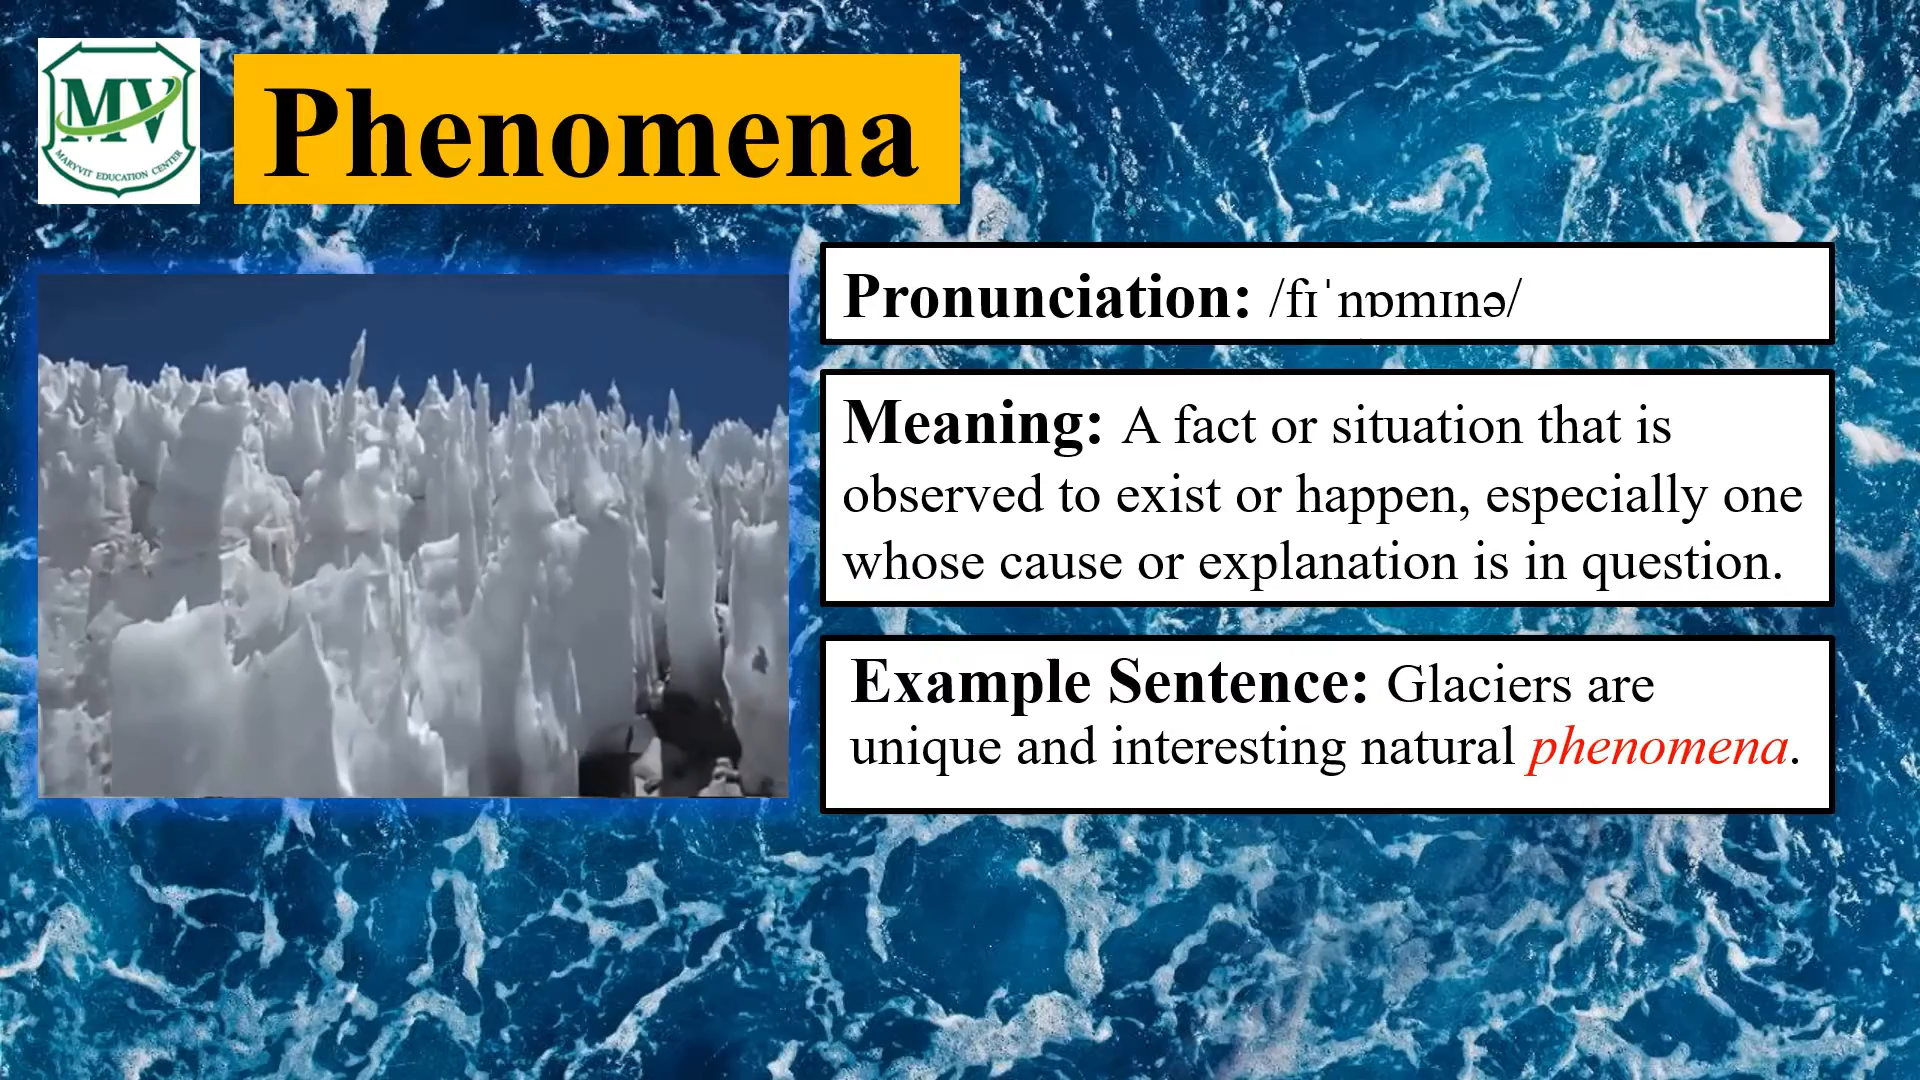 MV
MARYVIT EDUCATION CENTER
Phenomena
Pronunciation: /fɪˈnɒmɪnə/
Meaning: A fact or situation that is
observed to exist or happen, especially one
whose cause or explanation is in question.
Example Sentence: Glaciers are
unique and interesting natural phenomena.